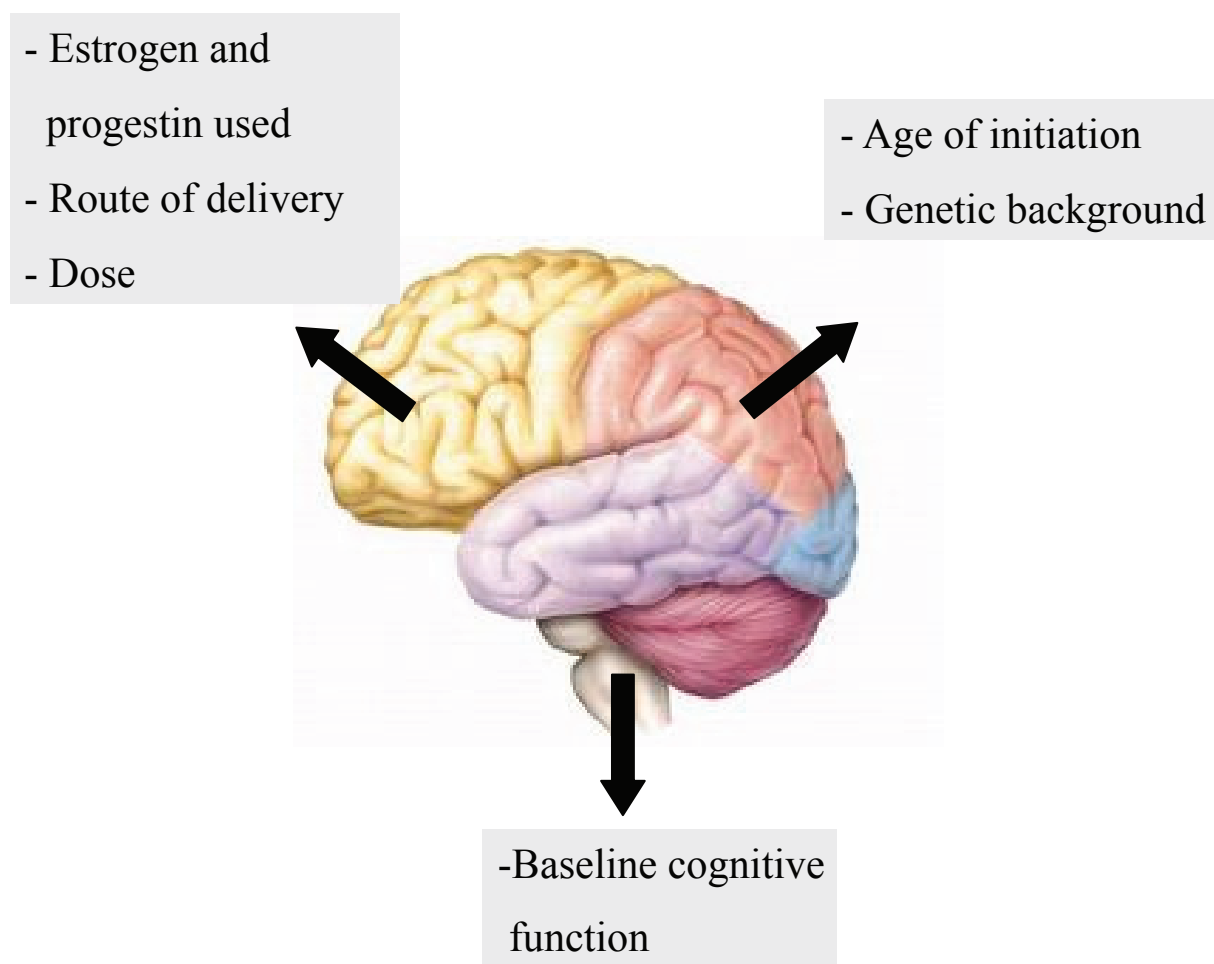 - Estrogen and
progestin used
- Route of delivery
- Dose
- Age of initiation
- Genetic background
-Baseline cognitive
function